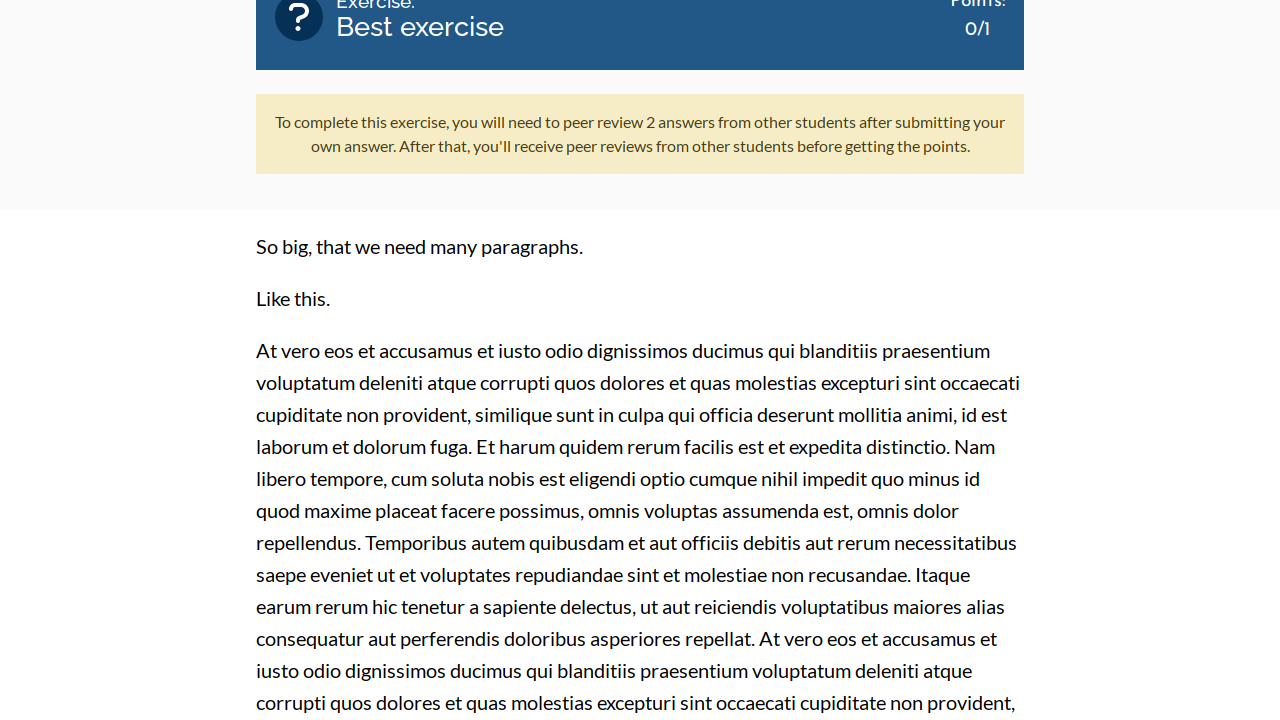 Exercise:
Best exercise
Points:
0/1
To complete this exercise, you will need to peer review 2 answers from other students after submitting your
own answer. After that, you'll receive peer reviews from other students before getting the points.
So big, that we need many paragraphs.
Like this.
At vero eos et accusamus et iusto odio dignissimos ducimus qui blanditiis praesentium
voluptatum deleniti atque corrupti quos dolores et quas molestias excepturi sint occaecati
cupiditate non provident, similique sunt in culpa qui officia deserunt mollitia animi, id est
laborum et dolorum fuga. Et harum quidem rerum facilis est et expedita distinctio. Nam
libero tempore, cum soluta nobis est eligendi optio cumque nihil impedit quo minus id
quod maxime placeat facere possimus, omnis voluptas assumenda est, omnis dolor
repellendus. Temporibus autem quibusdam et aut officiis debitis aut rerum necessitatibus
saepe eveniet ut et voluptates repudiandae sint et molestiae non recusandae. Itaque
earum rerum hic tenetur a sapiente delectus, ut aut reiciendis voluptatibus maiores alias
consequatur aut perferendis doloribus asperiores repellat. At vero eos et accusamus et
iusto odio dignissimos ducimus qui blanditiis praesentium voluptatum deleniti atque
corrupti quos dolores et quas molestias excepturi sint occaecati cupiditate non provident,